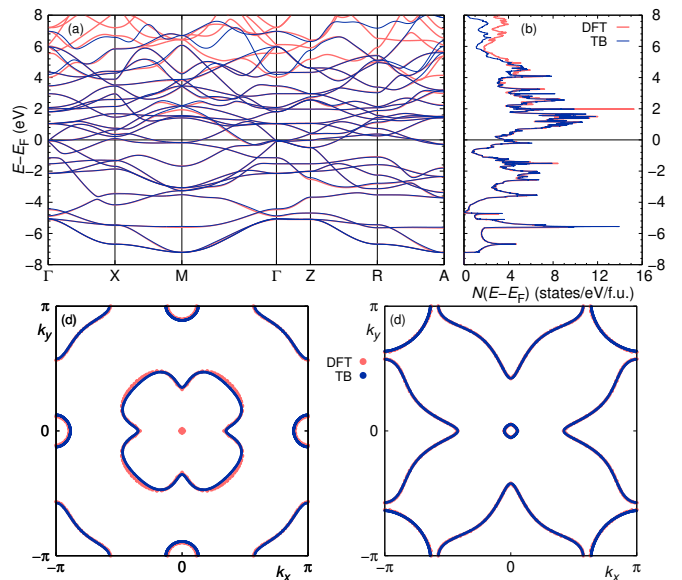 (a)
(b)
DFT
TB
E−EF (eV)
8
6
4
2
0
−2
−4
−6
−8
Γ X M Γ Z R A
8
6
4
2
0
−2
−4
−6
−8
0 4 8 12 16
N(E−EF) (states/eV/f.u.)
(d)
π
ky
0
−π
−π 0 π
kx
DFT
TB
(d)
π
ky
0
−π
−π 0 π
kx